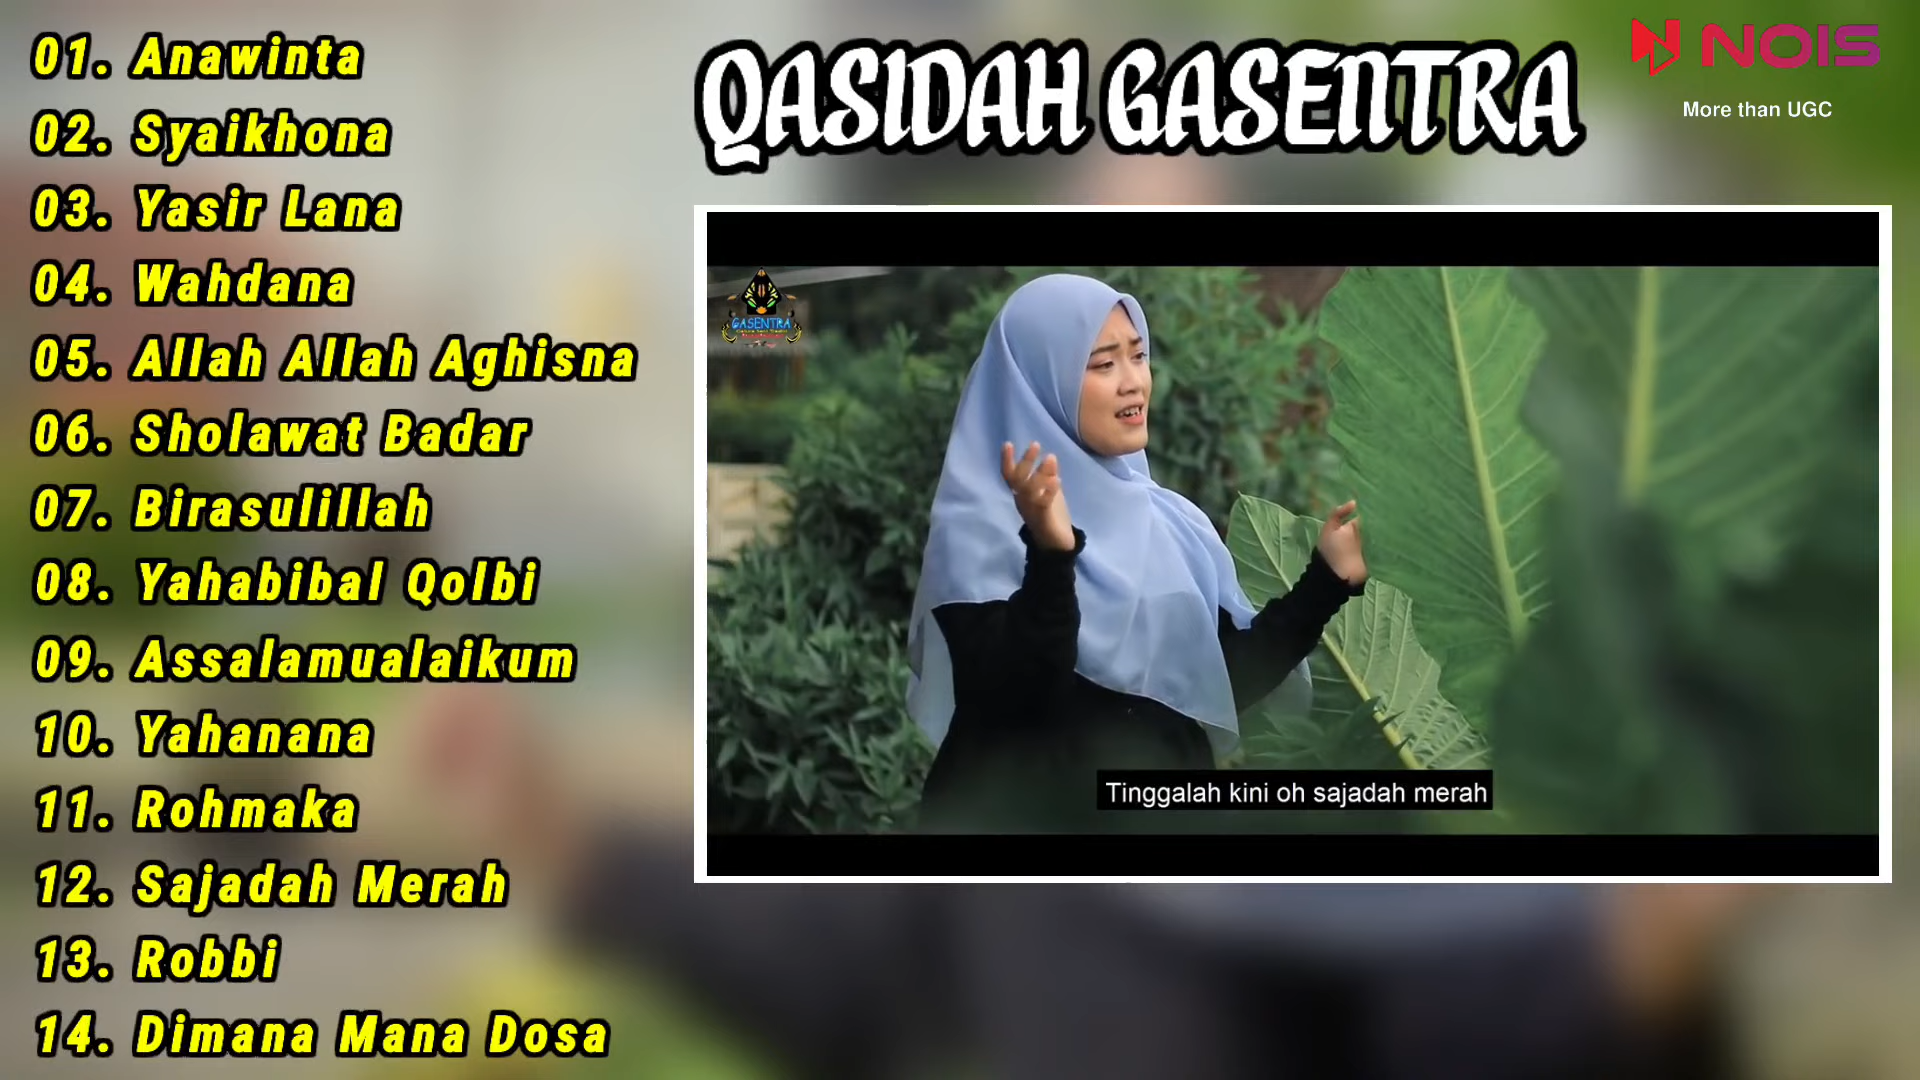 01. Anawinta
02. Syaikhona
03. Yasir Lana
04. Wahdana
05. Allah Allah Aghisna
06. Sholawat Badar
07. Birasulillah
08. Yahabibal Qolbi
09. Assalamualaikum
10. Yahanana
11. Rohmaka
12. Sajadah Merah
13. Robbi
14. Dimana Mana Dosa
QASIDAH GASENTRA
NOIS
More than UGC
GASENTRA
Tinggalah kini oh sajadah merah